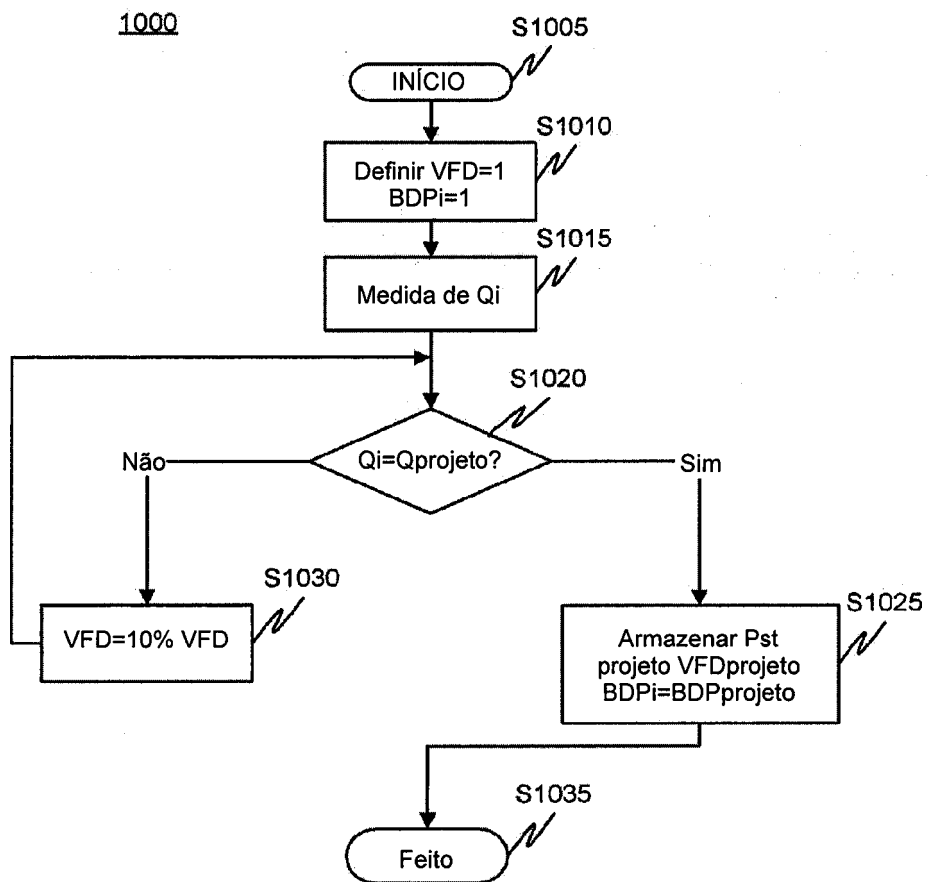 1000
S1005
INÍCIO
S1010
Definir VFD=1
BDPi=1
S1015
Medida de Qi
S1020
Qi=Qprojeto?
Não
Sim
S1030
VFD=10% VFD
S1025
Armazenar Pst
projeto VFDprojeto
BDPi=BDPprojeto
S1035
Feito